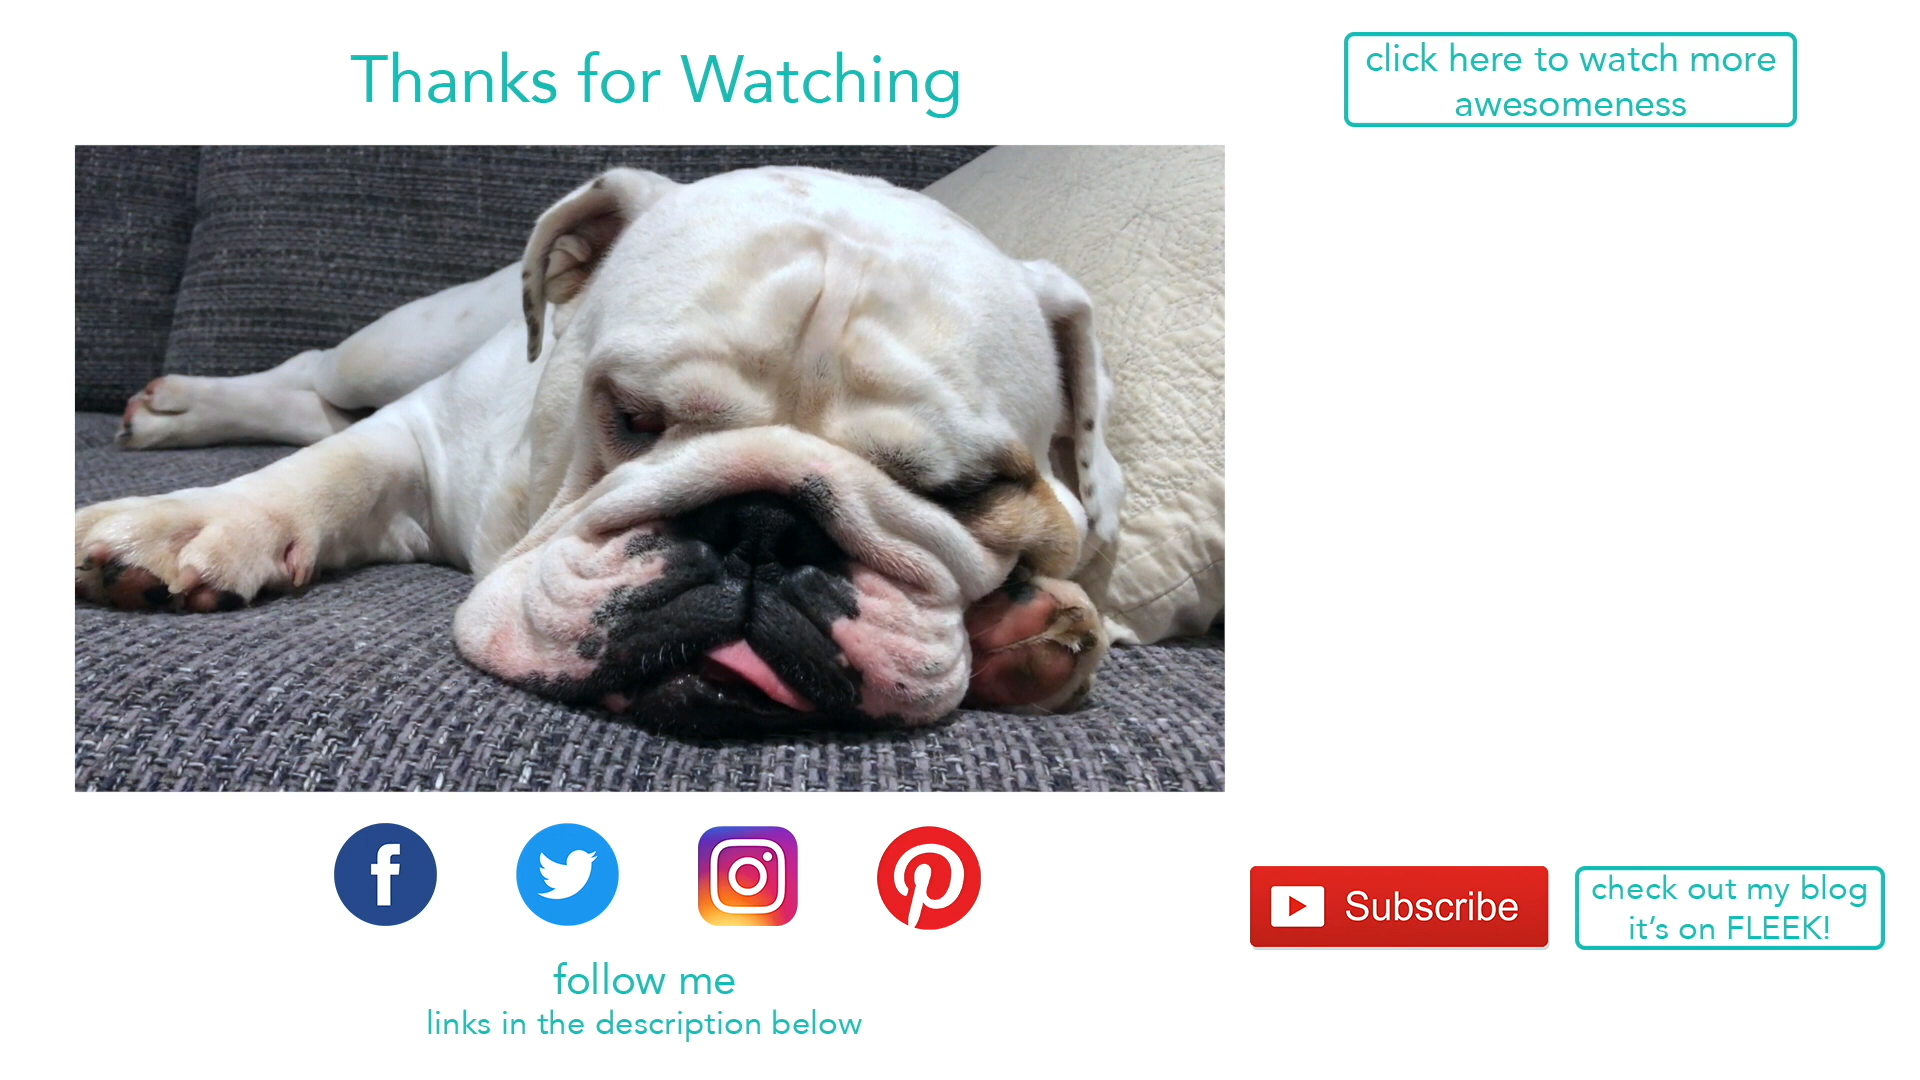 Thanks for Watching
click here to watch more
awesomeness
Subscribe
check out my blog
it's on FLEEK!
follow me
links in the description below